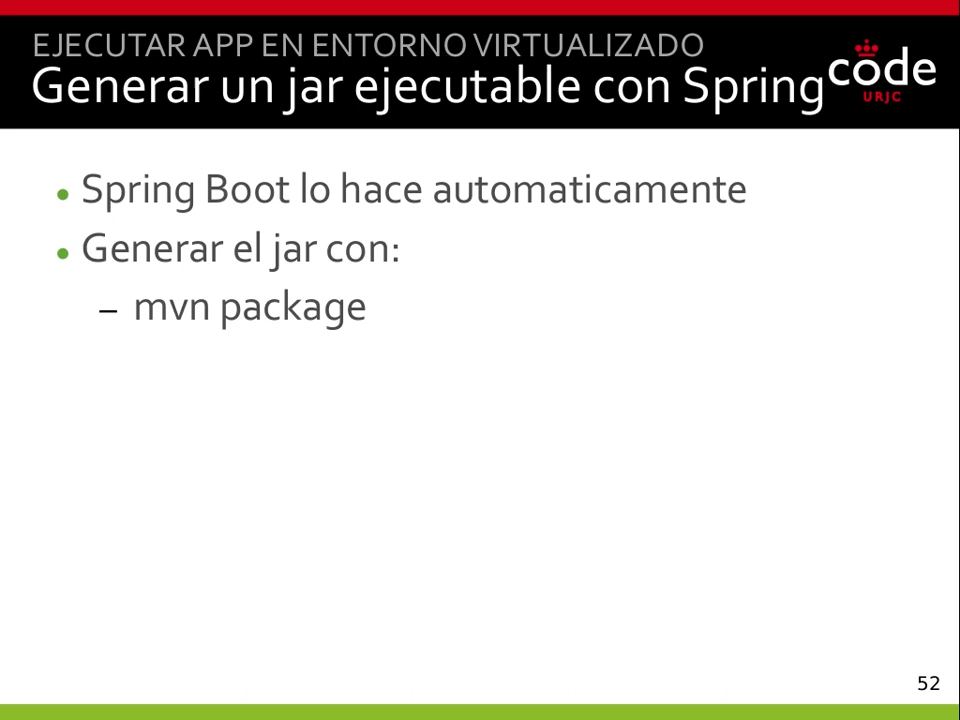 EJECUTAR APP EN ENTORNO VIRTUALIZADO
Generar un jar ejecutable con Spring
code
URJC
• Spring Boot lo hace automaticamente
• Generar el jar con:
– mvn package
52